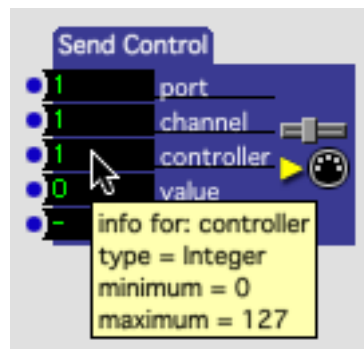 Send Control
1 port
1 channel
1 controller
0 value
-
info for: controller
type = Integer
minimum = 0
maximum = 127